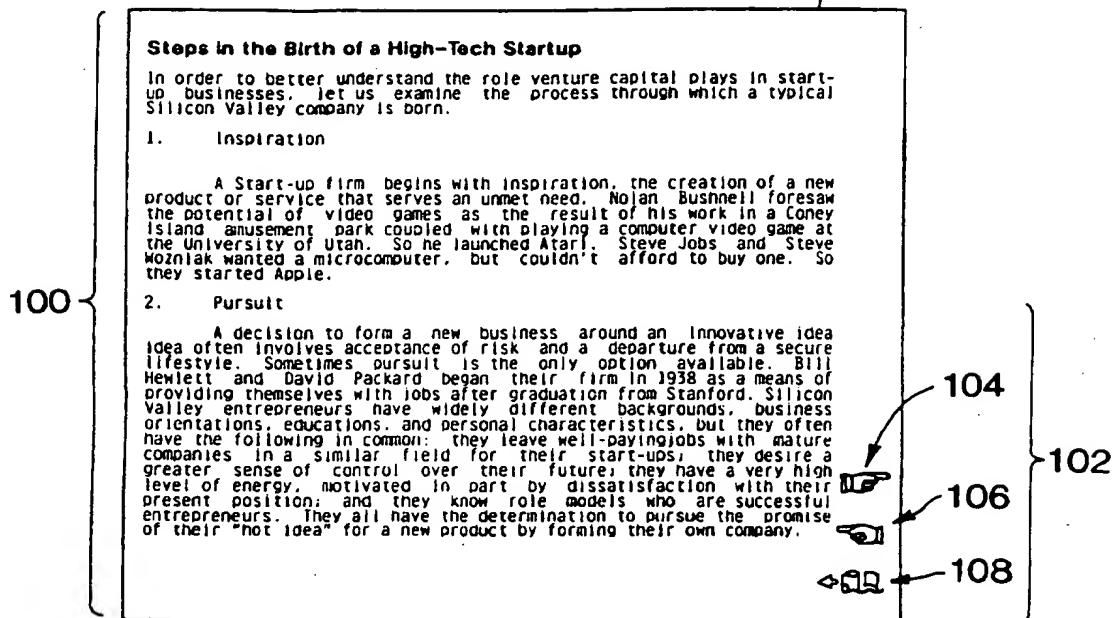 Steps in the Birth of a High-Tech Startup
In order to better understand the role venture capital plays in start-
up businesses, let us examine the process through which a typical
Silicon Valley company is born.
1. Inspiration
A Start-up firm begins with inspiration, the creation of a new
product or service that serves an unmet need. Nolan Bushnell foresaw
the potential of video games as the result of his work in a Coney
Island amusement park coupled with playing a computer video game at
the University of Utah. So he launched Atari. Steve Jobs and Steve
Wozniak wanted a microcomputer, but couldn't afford to buy one. So
they started Apple.
100
2. Pursuit
A decision to form a new business around an innovative idea
idea often involves acceptance of risk and a departure from a secure
lifestyle. Sometimes pursuit is the only option available. Bill
Hewlett and David Packard began their firm in 1938 as a means of
providing themselves with jobs after graduation from Stanford. Silicon
Valley entrepreneurs have widely different backgrounds, business
orientations, educations, and personal characteristics, but they often
have the following in common: they leave well-payingjobs with mature
companies in a similar field for their start-ups; they desire a
greater sense of control over their future; they have a very high
level of energy, motivated in part by dissatisfaction with their
present position; and they know role models who are successful
entrepreneurs. They all have the determination to pursue the promise
of their "hot idea" for a new product by forming their own company.
104
102
106
108